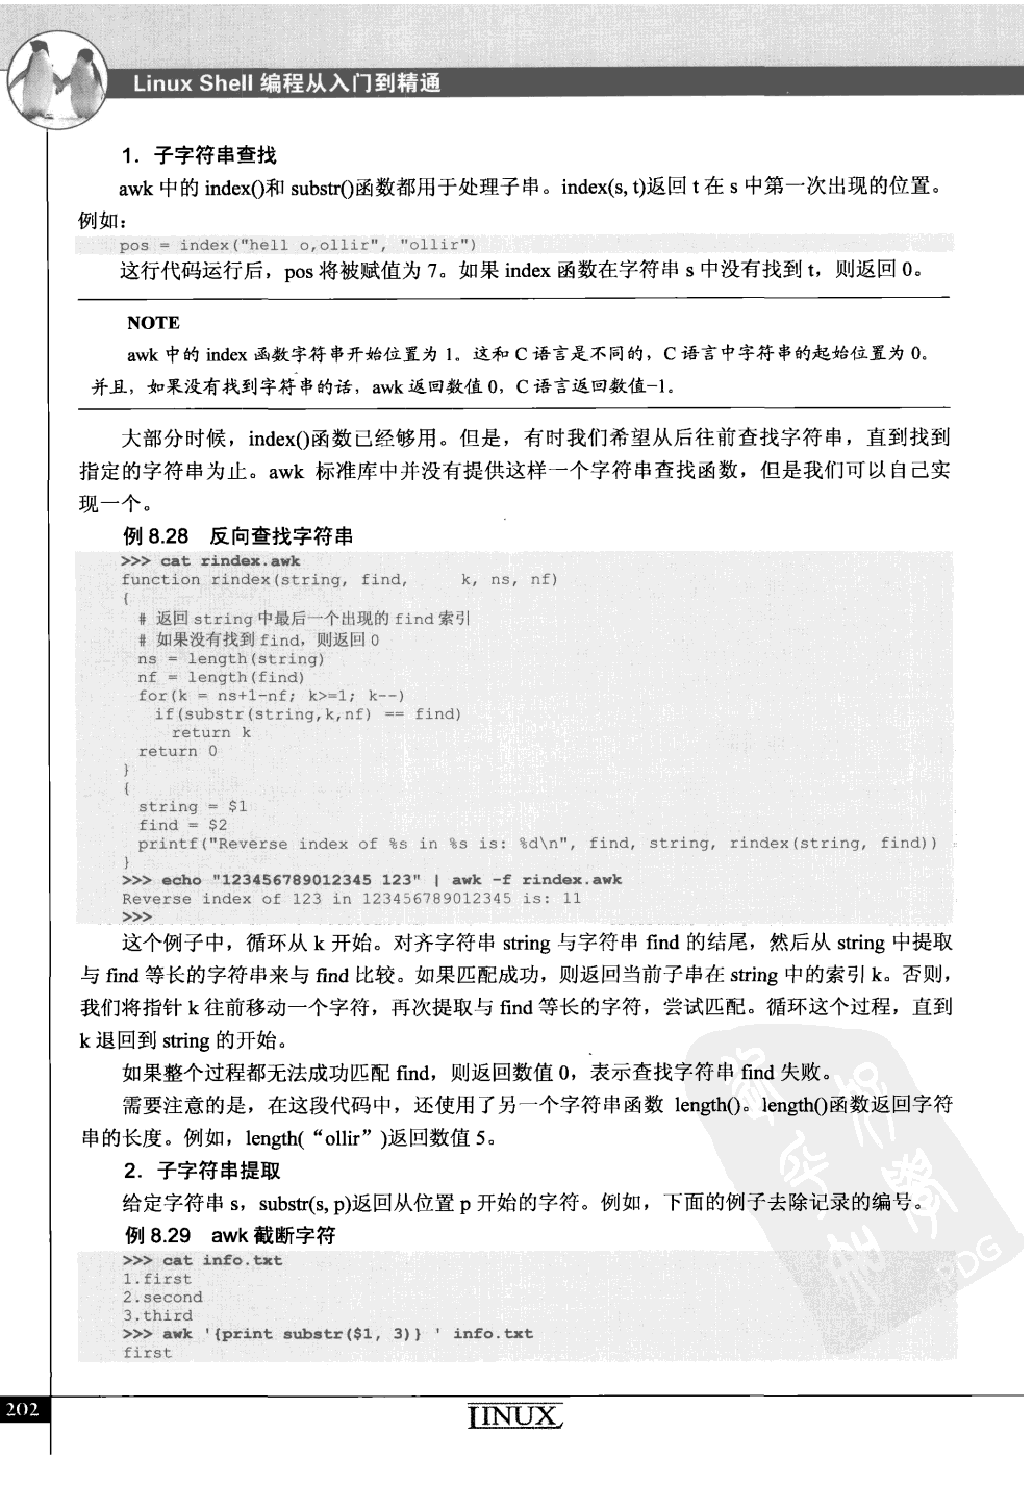 Linux Shell 编程从入门到精通
1．子字符串查找
awk 中的 index()和 substr()函数都用于处理子串。index(s, t)返回 t 在 s 中第一次出现的位置。
例如：
pos = index("hell o,ollir", "ollir")
这行代码运行后，pos 将被赋值为 7。如果 index 函数在字符串 s 中没有找到 t，则返回 0。
NOTE
awk 中的 index 函数字符串开始位置为 1。这和 C 语言是不同的，C 语言中字符串的起始位置为 0。
并且，如果没有找到字符串的话，awk 返回数值 0，C 语言返回数值-1。
大部分时候，index()函数已经够用。但是，有时我们希望从后往前查找字符串，直到找到
指定的字符串为止。awk 标准库中并没有提供这样一个字符串查找函数，但是我们可以自己实
现一个。
例 8.28 反向查找字符串
>>> cat rindex.awk
function rindex(string, find,      k, ns, nf)
{
# 返回 string 中最后一个出现的 find 索引
# 如果没有找到 find，则返回 0
ns = length(string)
nf = length(find)
for(k = ns+1-nf; k>=1; k--)
if(substr(string,k,nf) == find)
return k
return 0
}
{
string = $1
find = $2
printf("Reverse index of %s in %s is: %d\n", find, string, rindex(string, find))
}
>>> echo "123456789012345 123" | awk -f rindex.awk
Reverse index of 123 in 123456789012345 is: 11
>>>
这个例子中，循环从 k 开始。对齐字符串 string 与字符串 find 的结尾，然后从 string 中提取
与 find 等长的字符串来与 find 比较。如果匹配成功，则返回当前子串在 string 中的索引 k。否则，
我们将指针 k 往前移动一个字符，再次提取与 find 等长的字符，尝试匹配。循环这个过程，直到
k 退回到 string 的开始。
如果整个过程都无法成功匹配 find，则返回数值 0，表示查找字符串 find 失败。
需要注意的是，在这段代码中，还使用了另一个字符串函数 length()。length()函数返回字符
串的长度。例如，length(“ollir”)返回数值 5。
2．子字符串提取
给定字符串 s，substr(s, p)返回从位置 p 开始的字符。例如，下面的例子去除记录的编号。
例 8.29 awk 截断字符
>>> cat info.txt
1.first
2.second
3.third
>>> awk '{print substr($1, 3)} ' info.txt
first
PDG
202
LINUX